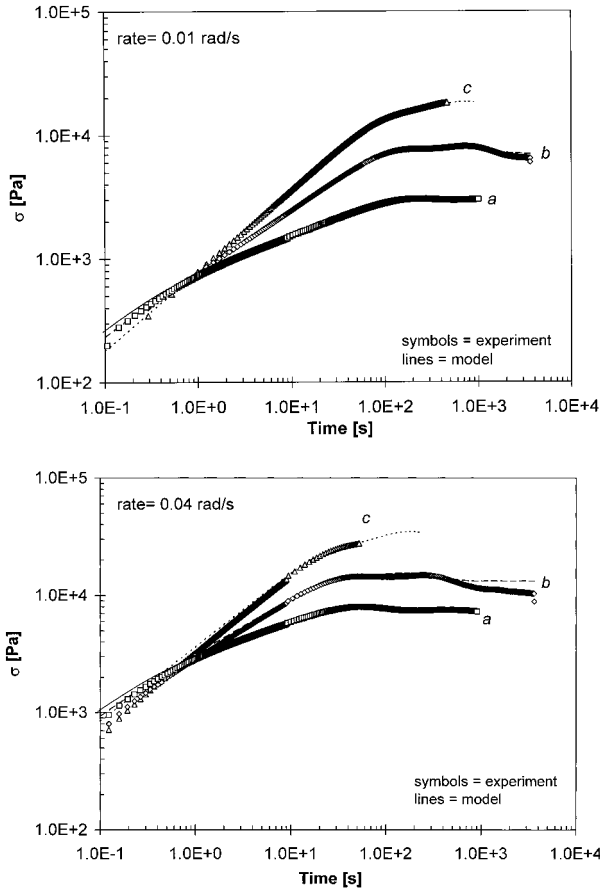 1.0E+5
rate= 0.01 rad/s
c
1.0E+4
b
σ [Pa]
a
1.0E+3
symbols = experiment
lines = model
1.0E+2
1.0E-1 1.0E+0 1.0E+1 1.0E+2 1.0E+3 1.0E+4
Time [s]
1.0E+5
rate= 0.04 rad/s
c
1.0E+4
b
a
σ [Pa]
1.0E+3
symbols = experiment
lines = model
1.0E+2
1.0E-1 1.0E+0 1.0E+1 1.0E+2 1.0E+3 1.0E+4
Time [s]